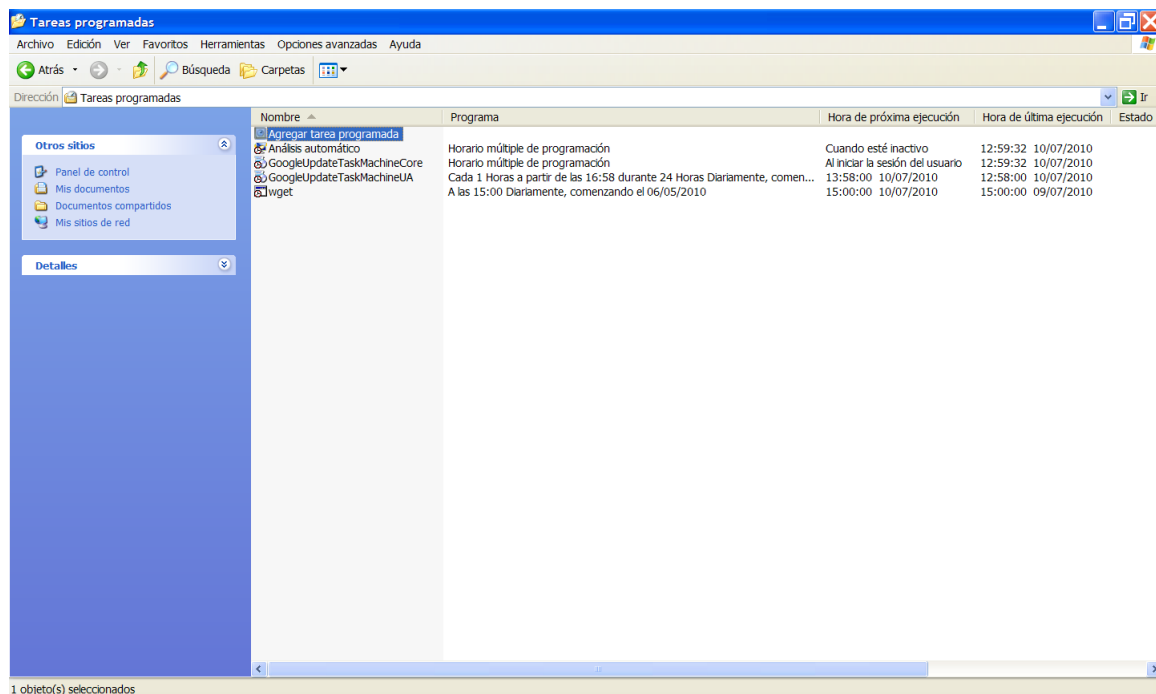 Tareas programadas
Archivo Edición Ver Favoritos Herramientas Opciones avanzadas Ayuda
Atrás Búsqueda Carpetas
Dirección Tareas programadas Ir
Nombre Programa Hora de próxima ejecución Hora de última ejecución Estado
Agregar tarea programada
Análisis automático Horario múltiple de programación Cuando esté inactivo 12:59:32 10/07/2010
GoogleUpdateTaskMachineCore Horario múltiple de programación Al iniciar la sesión del usuario 12:59:32 10/07/2010
GoogleUpdateTaskMachineUA Cada 1 Horas a partir de las 16:58 durante 24 Horas Diariamente, comen... 13:58:00 10/07/2010 12:58:00 10/07/2010
wget A las 15:00 Diariamente, comenzando el 06/05/2010 15:00:00 10/07/2010 15:00:00 09/07/2010
Otros sitios
Panel de control
Mis documentos
Documentos compartidos
Mis sitios de red
Detalles
1 objeto(s) seleccionados